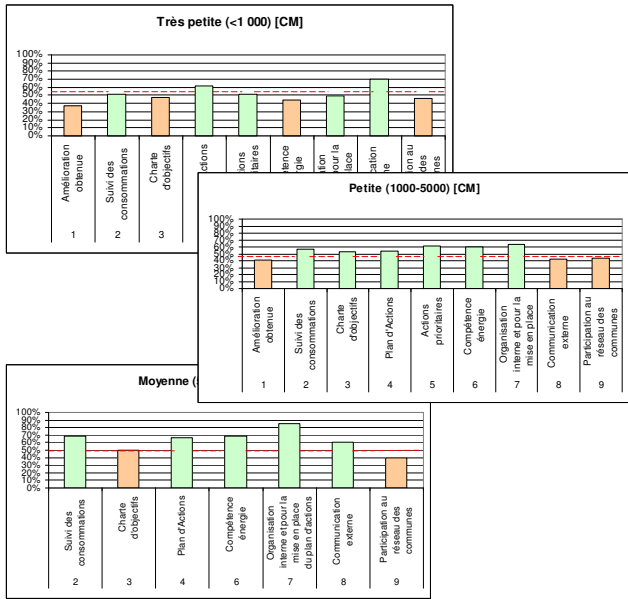 Très petite (<1 000) [CM]
100%
90%
80%
70%
60%
50%
40%
30%
20%
10%
0%
Amélioration
obtenue
Suivi des
consommations
Charte
d'objectifs
1
2
3
Petite (1000-5000) [CM]
100%
90%
80%
70%
60%
50%
40%
30%
20%
10%
0%
Amélioration
obtenue
Suivi des
consommations
Charte
d'objectifs
Plan d'Actions
Actions
prioritaires
Compétence
énergie
Organisation
interne et pour la
mise en place
Communication
externe
Participation au
réseau des
communes
1
2
3
4
5
6
7
8
9
Moyenne (
100%
90%
80%
70%
60%
50%
40%
30%
20%
10%
0%
Suivi des
consommations
Charte
d'objectifs
Plan d'Actions
Compétence
énergie
Organisation
interne et pour la
mise en place
du plan d'actions
Communication
externe
Participation au
réseau des
communes
2
3
4
6
7
8
9